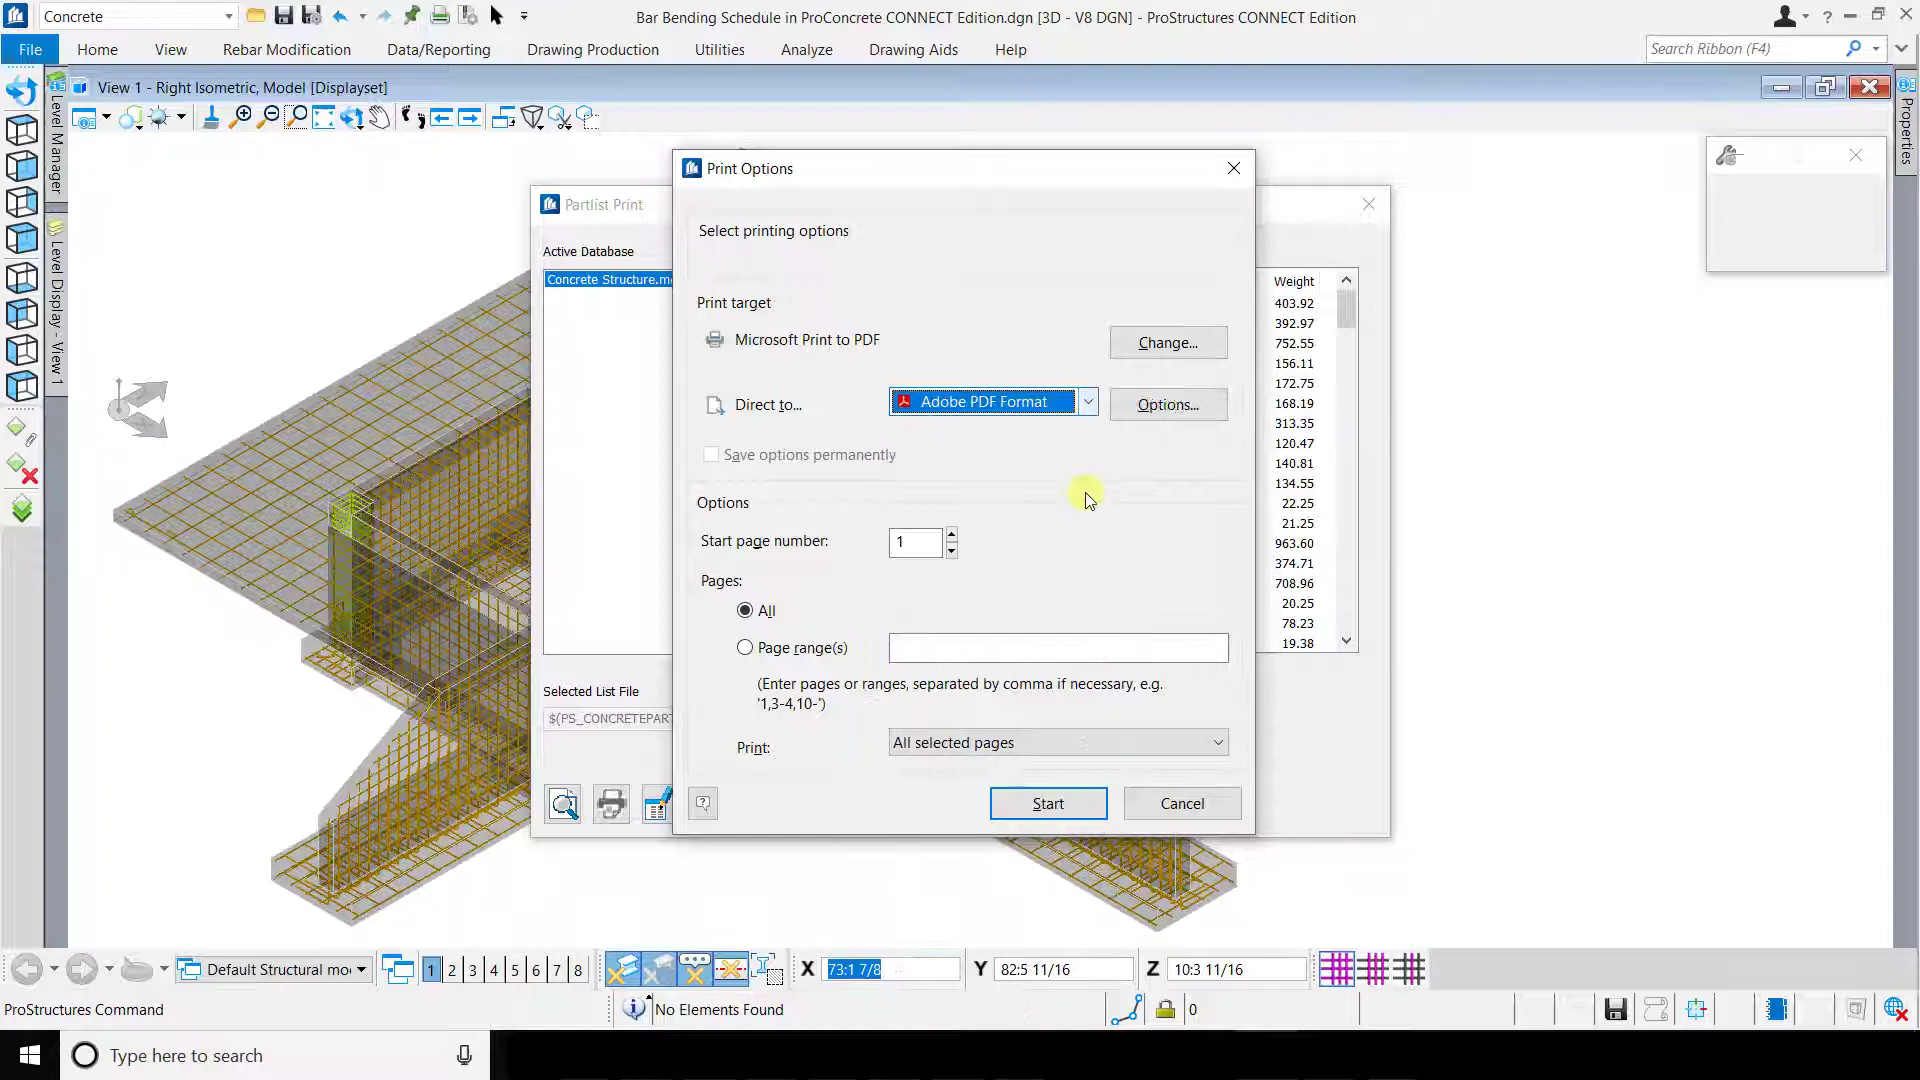 Concrete
Bar Bending Schedule in ProConcrete CONNECT Edition.dgn [3D - V8 DGN] - ProStructures CONNECT Edition
File Home View Rebar Modification Data/Reporting Drawing Production Utilities Analyze Drawing Aids Help
Search Ribbon (F4)
View 1 - Right Isometric, Model [Displayset]
Level Manager
Level Display - View 1
Properties
Partlist Print
Active Database
Concrete Structure.m
Selected List File
$(PS_CONCRETEPART
Weight
403.92
392.97
752.55
156.11
172.75
168.19
313.35
120.47
140.81
134.55
22.25
21.25
963.60
374.71
708.96
20.25
78.23
19.38
Print Options
Select printing options
Print target
Microsoft Print to PDF
Change...
Direct to...
Adobe PDF Format
Options...
Save options permanently
Options
Start page number:
1
Pages:
All
Page range(s)
(Enter pages or ranges, separated by comma if necessary, e.g.
'1,3-4,10-')
Print:
All selected pages
Start
Cancel
Default Structural mo
1 2 3 4 5 6 7 8
X 73:1 7/8
Y 82:5 11/16
Z 10:3 11/16
ProStructures Command
No Elements Found
0
Type here to search